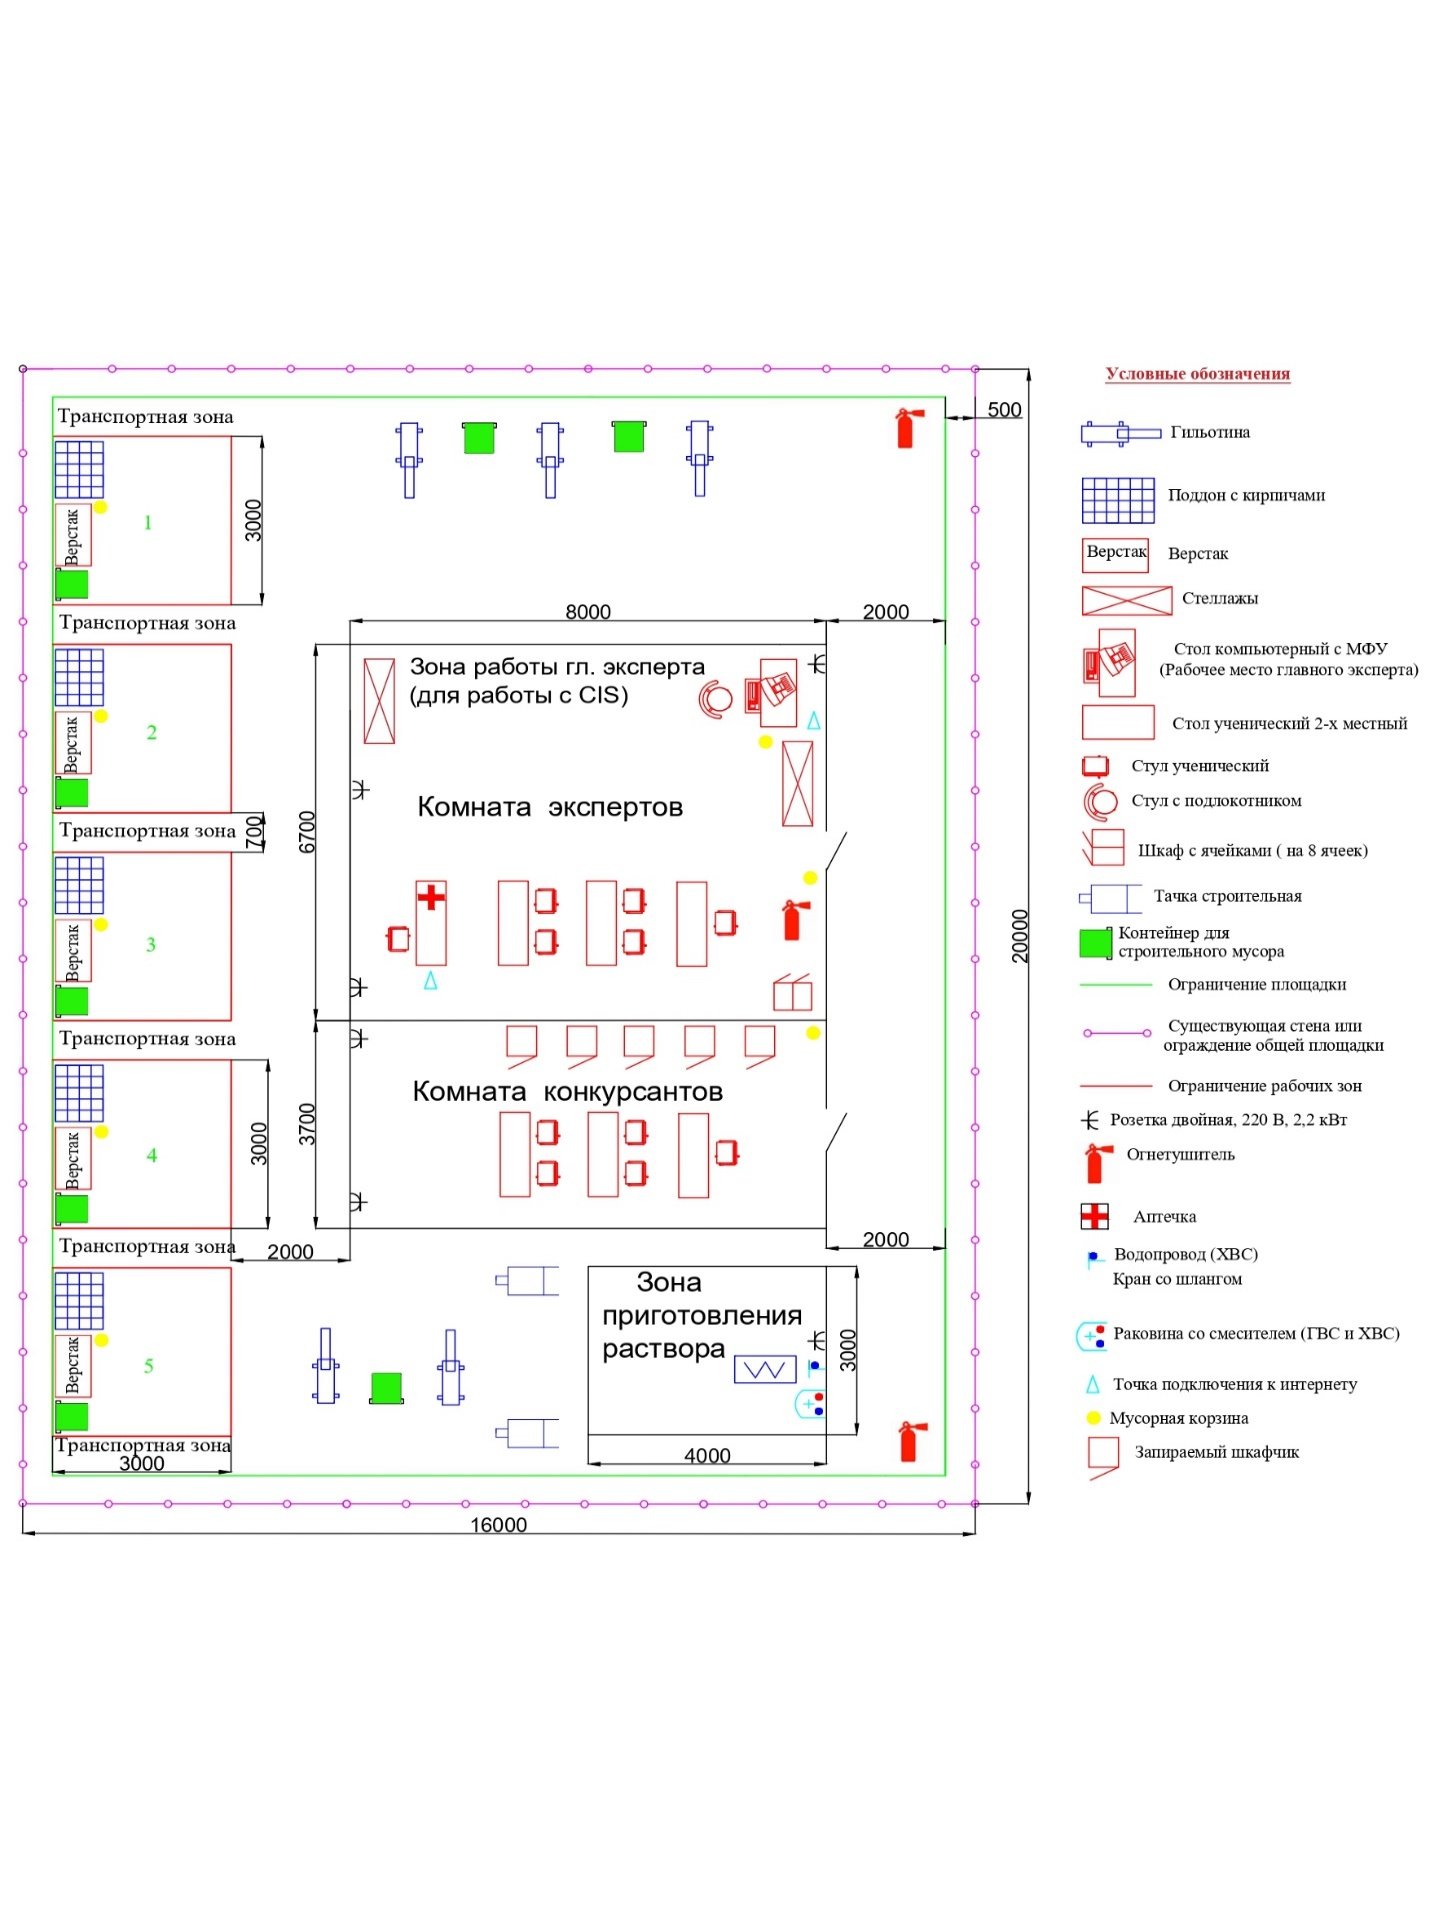 Условные обозначения
Транспортная зона
500
Гильотина
Поддон с кирпичами
1
3000
Верстак
Верстак
Верстак
Стеллажи
8000
2000
Транспортная зона
Зона работы гл. эксперта
(для работы с CIS)
Стол компьютерный с МФУ
(Рабочее место главного эксперта)
2
Верстак
Стол ученический 2-х местный
Стул ученический
Стул с подлокотником
Комната экспертов
Транспортная зона
700
6700
Шкаф с ячейками ( на 8 ячеек)
Тачка строительная
3
Верстак
20000
Контейнер для
строительного мусора
Ограничение площадки
Транспортная зона
Существующая стена или
ограждение общей площадки
Комната конкурсантов
Ограничение рабочих зон
3700
3000
4
Верстак
Розетка двойная, 220 В, 2,2 кВт
Огнетушитель
Аптечка
Транспортная зона
2000
2000
Водопровод (ХВС)
Кран со шлангом
Зона
приготовления
раствора
3000
5
Верстак
Раковина со смесителем (ГВС и ХВС)
Точка подключения к интернету
Мусорная корзина
Транспортная зона
3000
4000
Запираемый шкафчик
16000